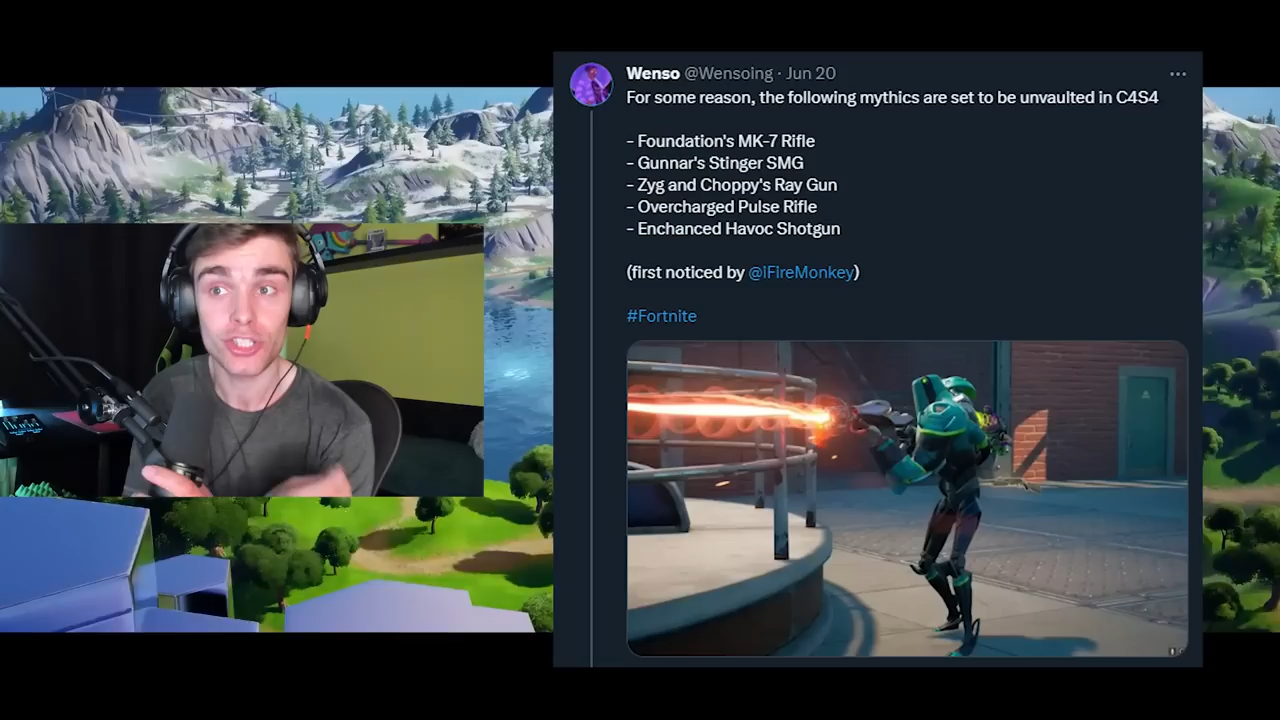 Wenso @Wensoing · Jun 20
For some reason, the following mythics are set to be unvaulted in C4S4
- Foundation's MK-7 Rifle
- Gunnar's Stinger SMG
- Zyg and Choppy's Ray Gun
- Overcharged Pulse Rifle
- Enchanced Havoc Shotgun
(first noticed by @iFireMonkey)
#Fortnite